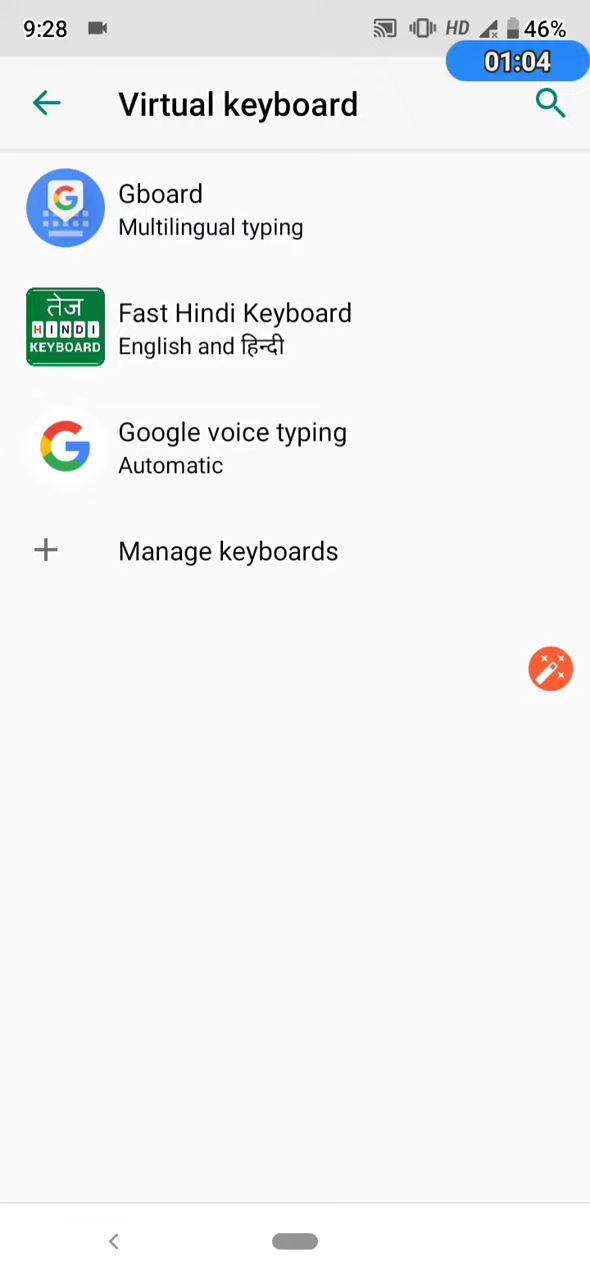 9:28 HD 46%
01:04
Virtual keyboard
Gboard
Multilingual typing
तेज
HINDI
KEYBOARD
Fast Hindi Keyboard
English and हिन्दी
Google voice typing
Automatic
Manage keyboards